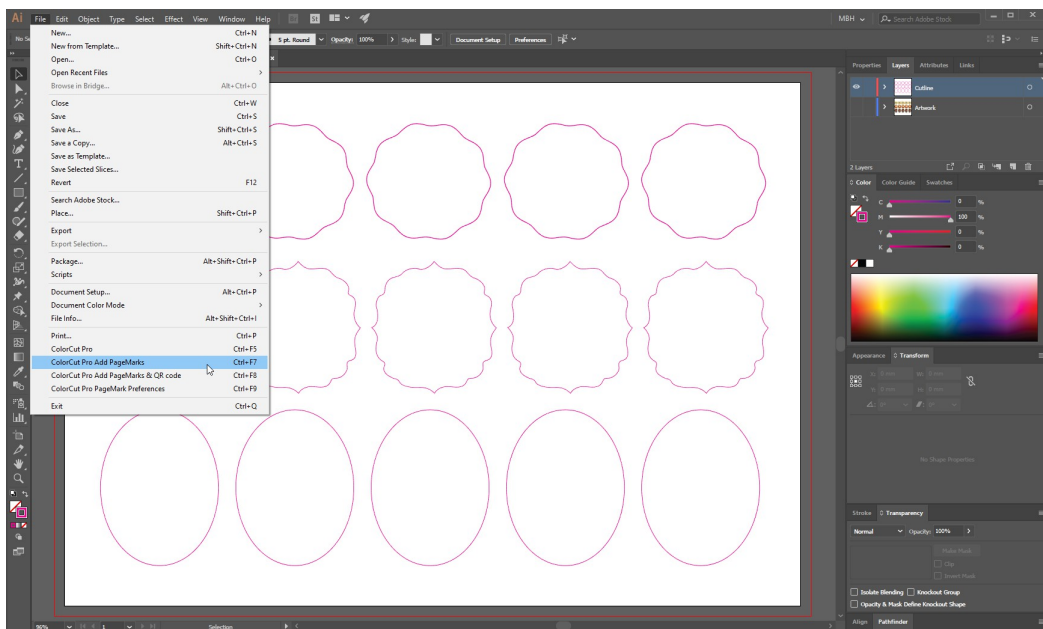 Ai File Edit Object Type Select Effect View Window Help St MBH Search Adobe Stock
No Se 5 pt. Round Opacity: 100% Style: Document Setup Preferences
New... Ctrl+N
New from Template... Shift+Ctrl+N
Open... Ctrl+O
Open Recent Files
Browse in Bridge... Alt+Ctrl+O
Close Ctrl+W
Save Ctrl+S
Save As... Shift+Ctrl+S
Save a Copy... Alt+Ctrl+S
Save as Template...
Save Selected Slices...
Revert F12
Search Adobe Stock...
Place... Shift+Ctrl+P
Export
Export Selection...
Package... Alt+Shift+Ctrl+P
Scripts
Document Setup... Alt+Ctrl+P
Document Color Mode
File Info... Alt+Shift+Ctrl+I
Print... Ctrl+P
ColorCut Pro Ctrl+F5
ColorCut Pro Add PageMarks Ctrl+F7
ColorCut Pro Add PageMarks & QR code Ctrl+F8
ColorCut Pro PageMark Preferences Ctrl+F9
Exit Ctrl+Q
Properties Layers Attributes Links
Cutline
Artwork
2 Layers
Color Color Guide Swatches
C 0 %
M 100 %
Y 0 %
K 0 %
Appearance Transform
No Shape Properties
Stroke Transparency
Normal Opacity: 100%
Make Mask
Clip
Invert Mask
Isolate Blending Knockout Group
Opacity & Mask Define Knockout Shape
Align Pathfinder
96% 1 Selection